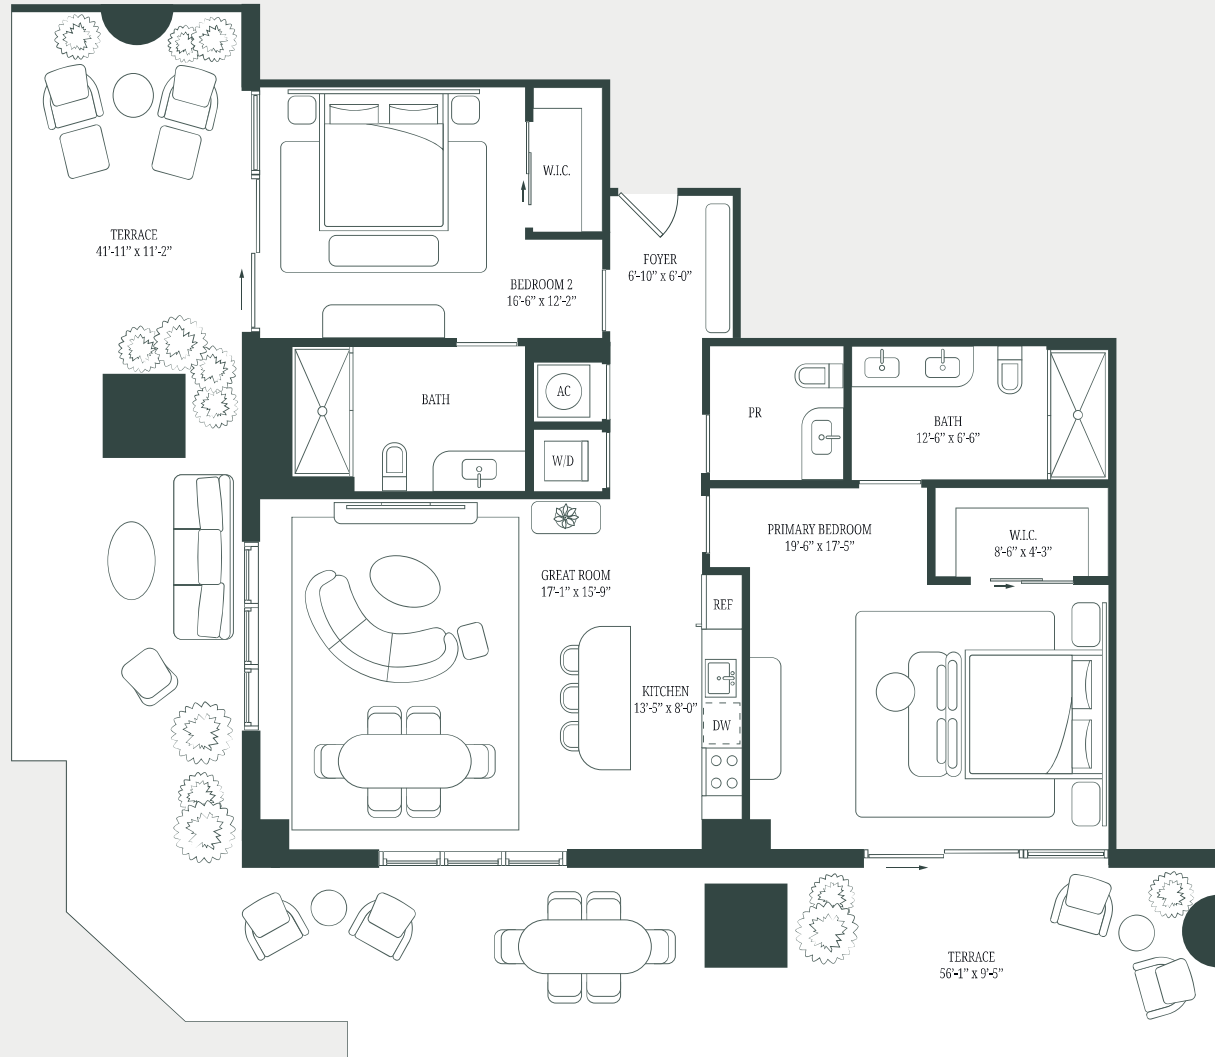 W.I.C.
TERRACE
41'-11" x 11'-2"
FOYER
6'-10" x 6'-0"
BEDROOM 2
16'-6" x 12'-2"
AC
BATH
PR
BATH
12'-6" x 6'-6"
W/D
PRIMARY BEDROOM
19'-6" x 17'-5"
W.I.C.
8'-6" x 4'-3"
GREAT ROOM
17'-1" x 15'-9"
REF
KITCHEN
13'-5" x 8'-0"
DW
TERRACE
56'-1" x 9'-5"